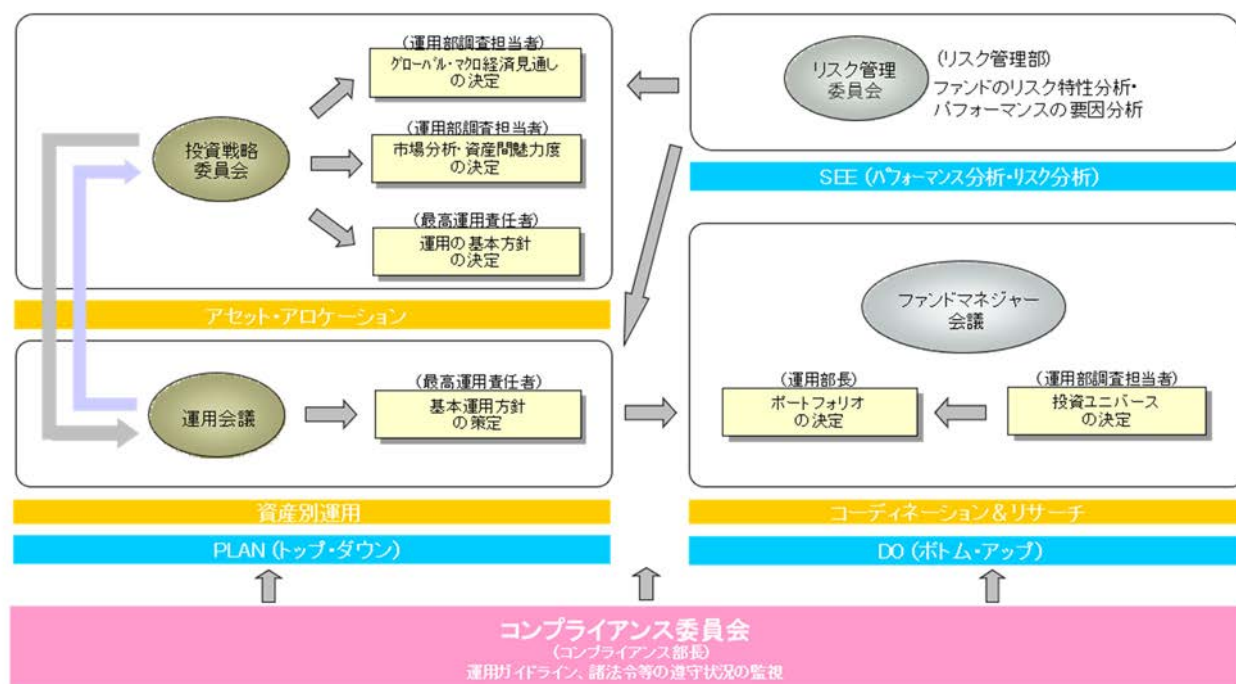 (運用部調査担当者)
グローバル・マクロ経済見通し
の決定
投資戦略
委員会
(運用部調査担当者)
市場分析・資産間魅力度
の決定
(最高運用責任者)
運用の基本方針
の決定
アセット・アロケーション
運用会議
(最高運用責任者)
基本運用方針
の策定
資産別運用
PLAN (トップ・ダウン)
リスク管理
委員会
(リスク管理部)
ファンドのリスク特性分析・
パフォーマンスの要因分析
SEE (パフォーマンス分析・リスク分析)
ファンドマネジャー
会議
(運用部長)
ポートフォリオ
の決定
(運用部調査担当者)
投資ユニバース
の決定
コーディネーション＆リサーチ
DO (ボトム・アップ)
コンプライアンス委員会
(コンプライアンス部長)
運用ガイドライン、諸法令等の遵守状況の監視